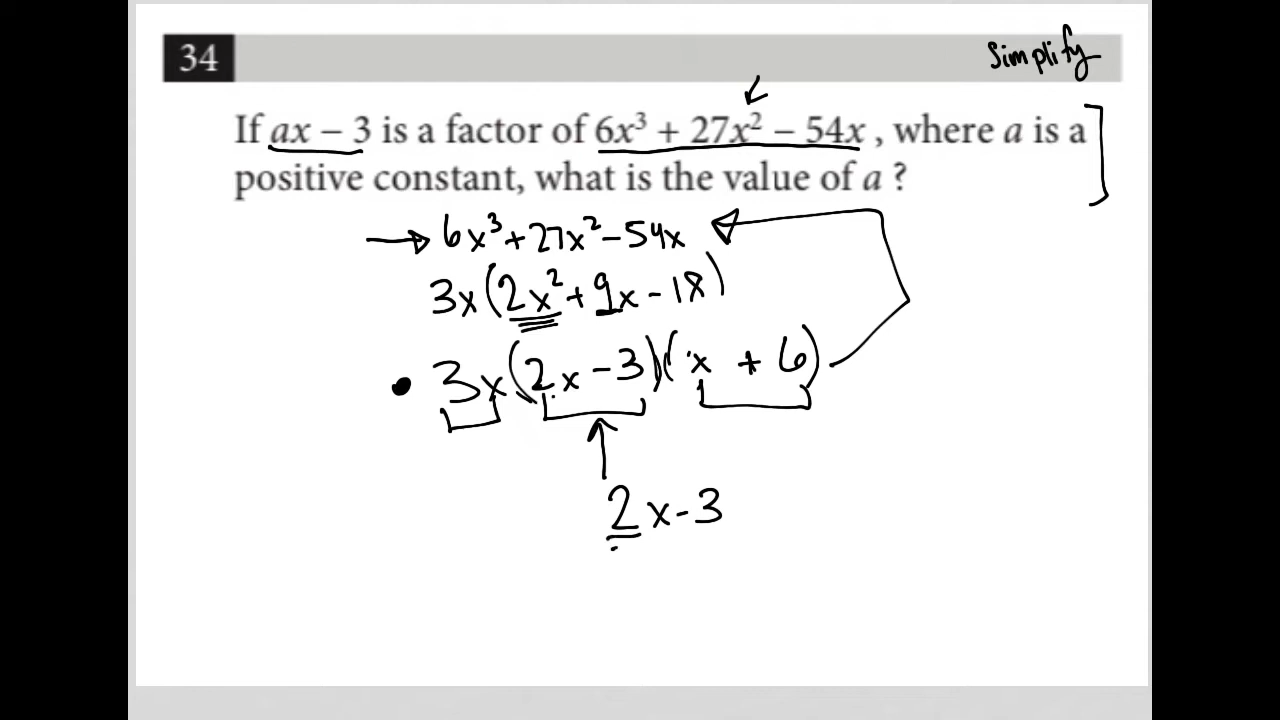 34
Simplify
If ax − 3 is a factor of 6x³ + 27x² − 54x , where a is a
positive constant, what is the value of a ?
6x³+27x²−54x
3x(2x²+9x−18)
3x(2x−3)(x + 6)
2x−3